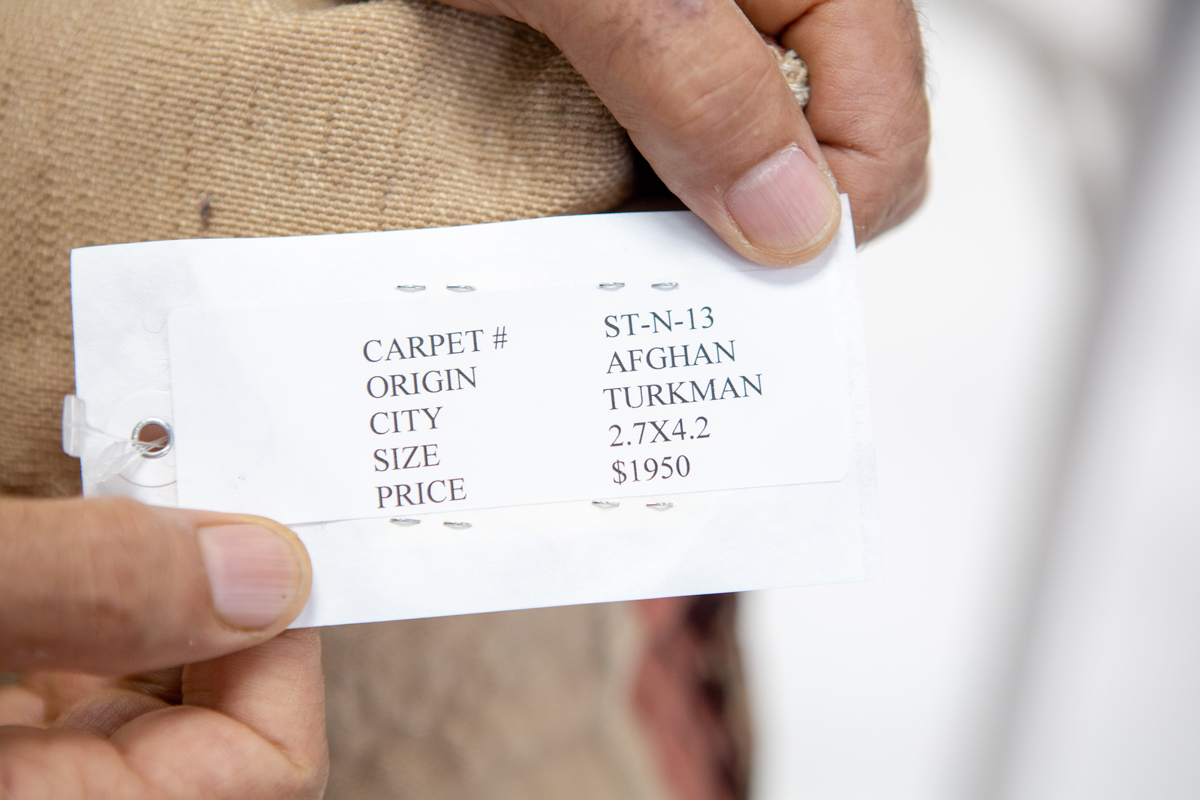 CARPET # ST-N-13
ORIGIN AFGHAN
CITY TURKMAN
SIZE 2.7X4.2
PRICE $1950